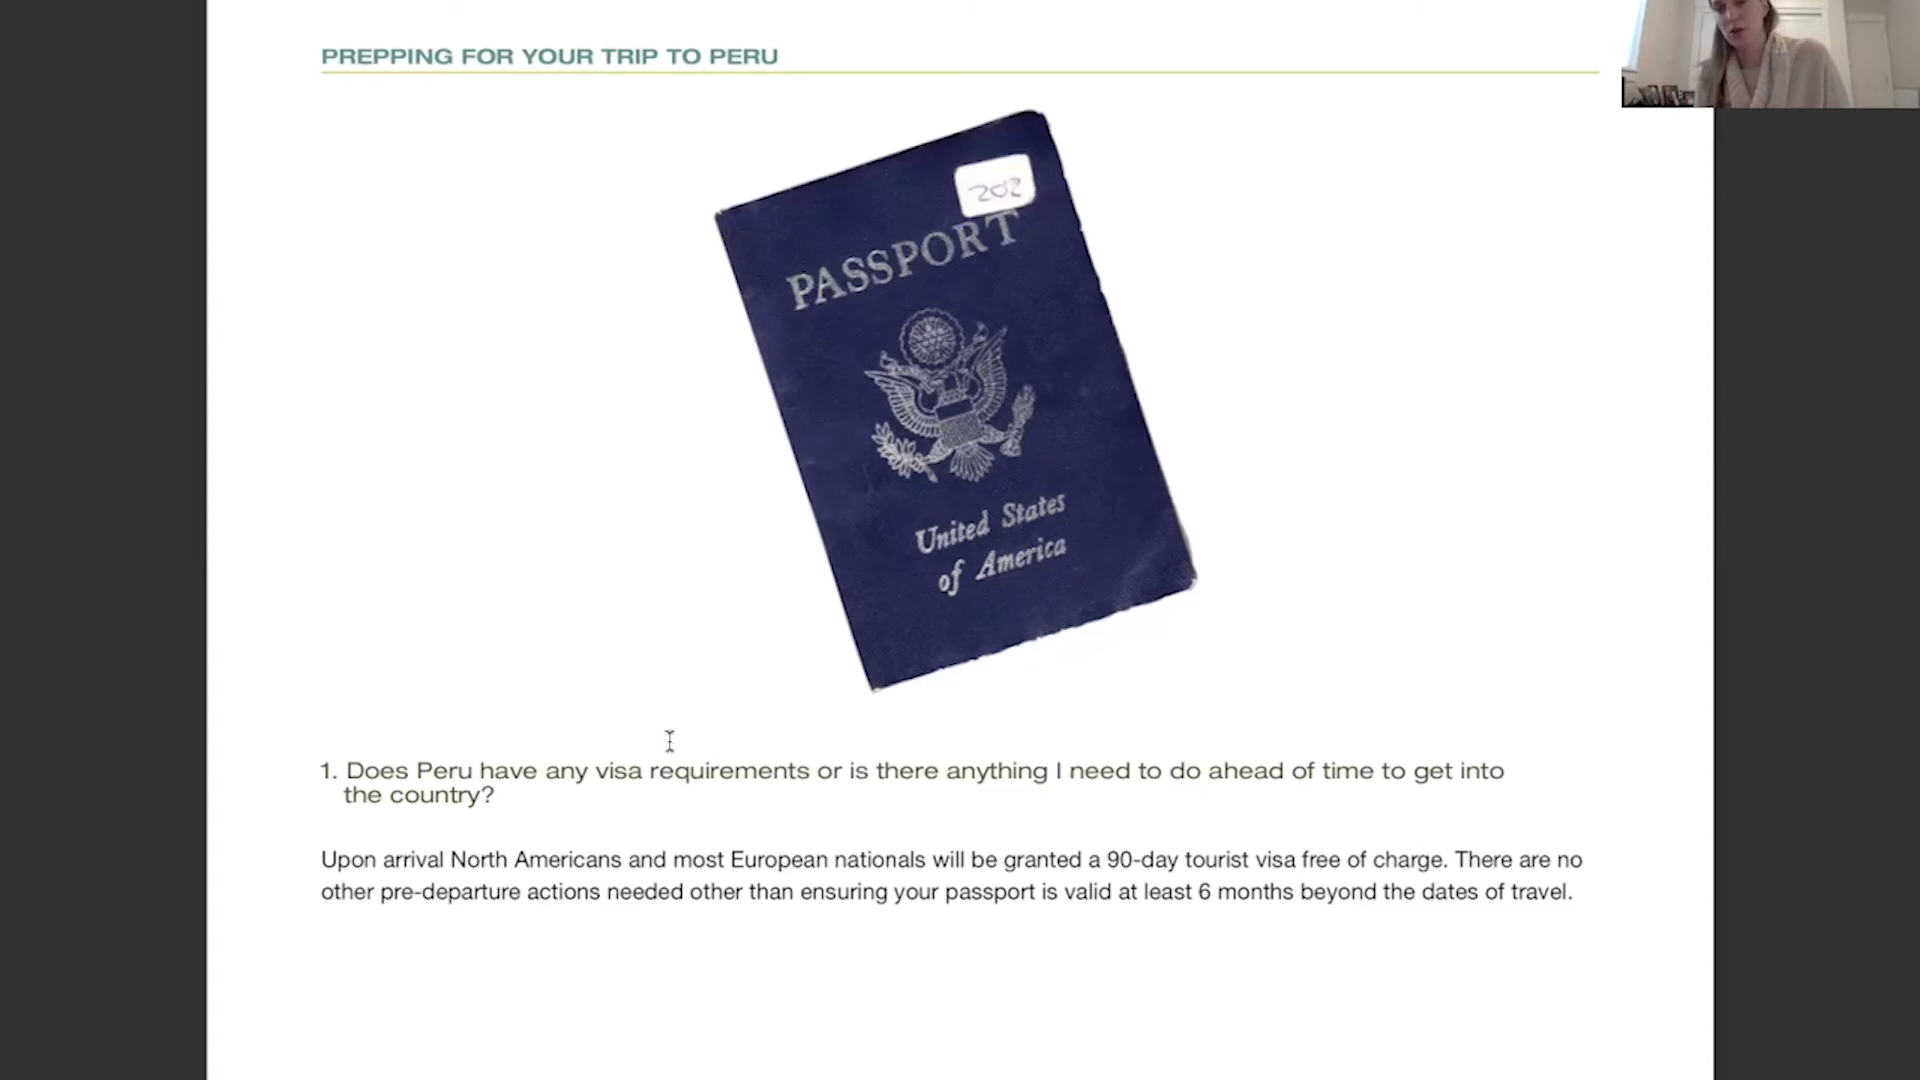 PREPPING FOR YOUR TRIP TO PERU
202
PASSPORT
United States
of America
1. Does Peru have any visa requirements or is there anything I need to do ahead of time to get into
the country?
Upon arrival North Americans and most European nationals will be granted a 90-day tourist visa free of charge. There are no
other pre-departure actions needed other than ensuring your passport is valid at least 6 months beyond the dates of travel.